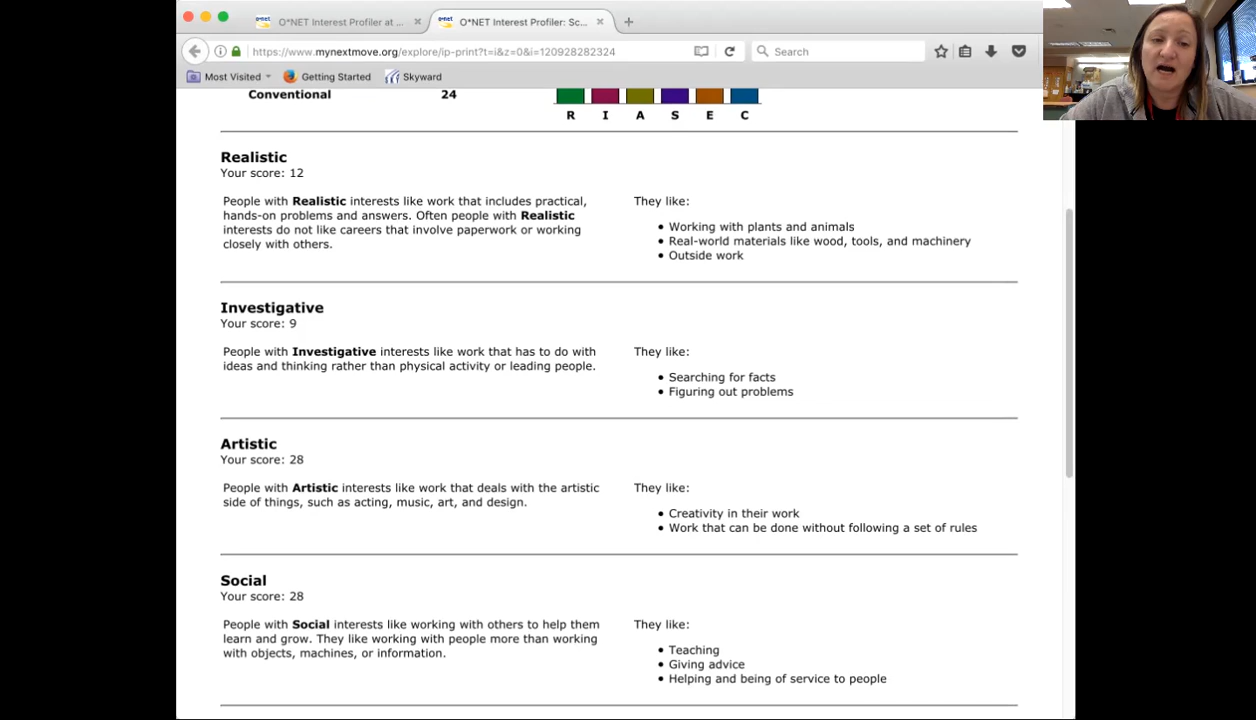 O*NET Interest Profiler at ...
O*NET Interest Profiler: Sc...
https://www.mynextmove.org/explore/ip-print?t=i&z=0&i=120928282324
Search
Most Visited
Getting Started
Skyward
Conventional 24
R I A S E C
Realistic
Your score: 12
People with Realistic interests like work that includes practical,
hands-on problems and answers. Often people with Realistic
interests do not like careers that involve paperwork or working
closely with others.
They like:
• Working with plants and animals
• Real-world materials like wood, tools, and machinery
• Outside work
Investigative
Your score: 9
People with Investigative interests like work that has to do with
ideas and thinking rather than physical activity or leading people.
They like:
• Searching for facts
• Figuring out problems
Artistic
Your score: 28
People with Artistic interests like work that deals with the artistic
side of things, such as acting, music, art, and design.
They like:
• Creativity in their work
• Work that can be done without following a set of rules
Social
Your score: 28
People with Social interests like working with others to help them
learn and grow. They like working with people more than working
with objects, machines, or information.
They like:
• Teaching
• Giving advice
• Helping and being of service to people